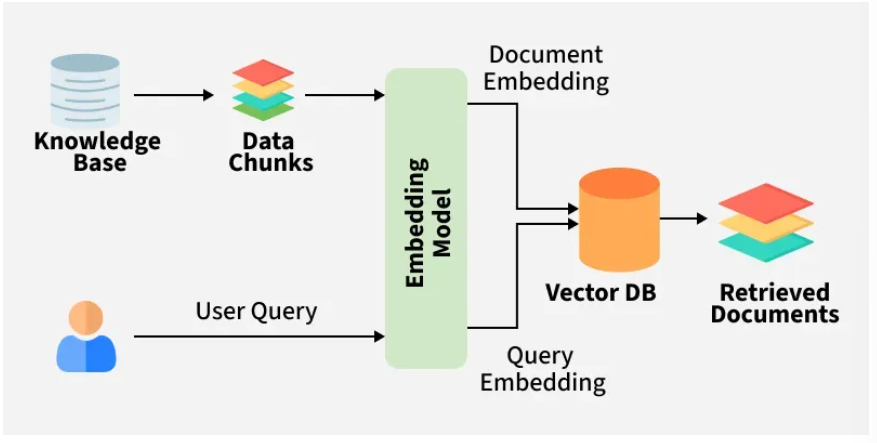 Knowledge
Base
Data
Chunks
Embedding
Model
Document
Embedding
User Query
Query
Embedding
Vector DB
Retrieved
Documents